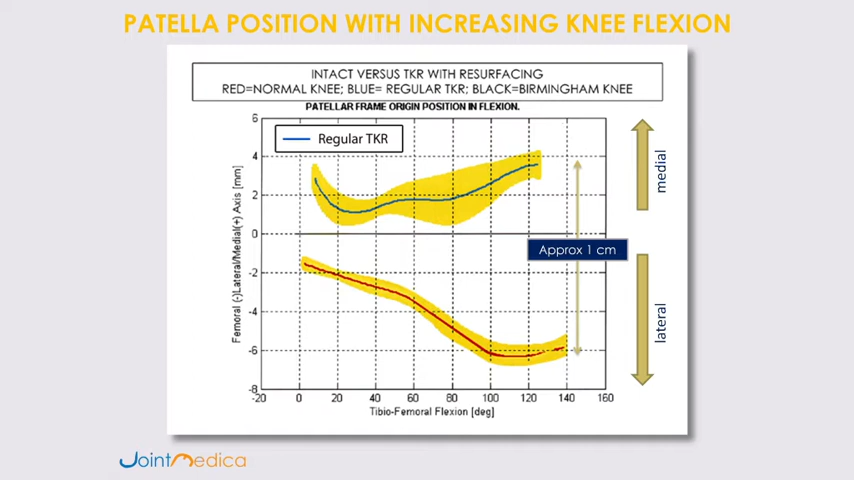 PATELLA POSITION WITH INCREASING KNEE FLEXION
INTACT VERSUS TKR WITH RESURFACING
RED=NORMAL KNEE; BLUE= REGULAR TKR; BLACK=BIRMINGHAM KNEE
PATELLAR FRAME ORIGIN POSITION IN FLEXION.
Regular TKR
6
4
2
0
-2
-4
-6
-8
Femoral (-)Lateral/Medial(+) Axis [mm]
-20 0 20 40 60 80 100 120 140 160
Tibio-Femoral Flexion [deg]
Approx 1 cm
medial
lateral
JointMedica